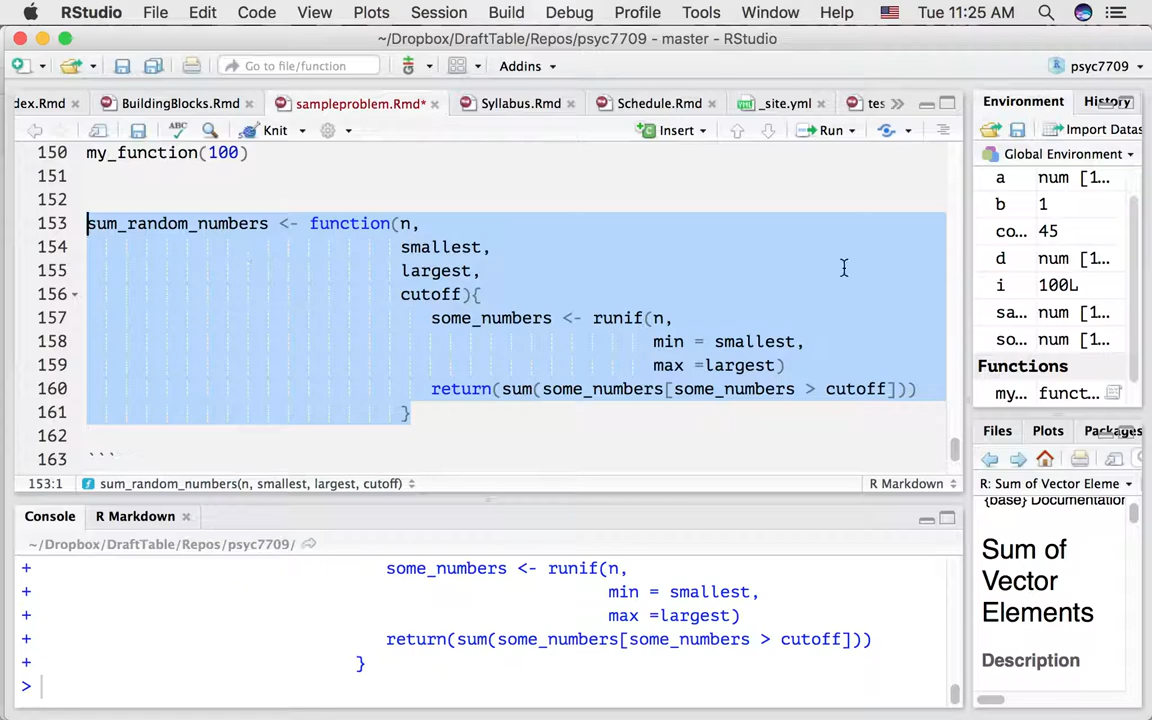 RStudio File Edit Code View Plots Session Build Debug Profile Tools Window Help Tue 11:25 AM
~/Dropbox/DraftTable/Repos/psyc7709 - master - RStudio
Go to file/function Addins psyc7709
dex.Rmd BuildingBlocks.Rmd sampleproblem.Rmd* Syllabus.Rmd Schedule.Rmd _site.yml tes
ABC Knit Insert Run
150 my_function(100)
151
152
153 sum_random_numbers <- function(n,
154 smallest,
155 largest,
156 cutoff){
157 some_numbers <- runif(n,
158 min = smallest,
159 max =largest)
160 return(sum(some_numbers[some_numbers > cutoff]))
161 }
162
163 ```
153:1 sum_random_numbers(n, smallest, largest, cutoff) R Markdown
Console R Markdown
~/Dropbox/DraftTable/Repos/psyc7709/
+ some_numbers <- runif(n,
+ min = smallest,
+ max =largest)
+ return(sum(some_numbers[some_numbers > cutoff]))
+ }
>
Environment History
Import Datas
Global Environment
a num [1...
b 1
co... 45
d num [1...
i 100L
sa... num [1...
so... num [1...
Functions
my... funct...
Files Plots Packages
R: Sum of Vector Eleme
{base} Documentation
Sum of
Vector
Elements
Description